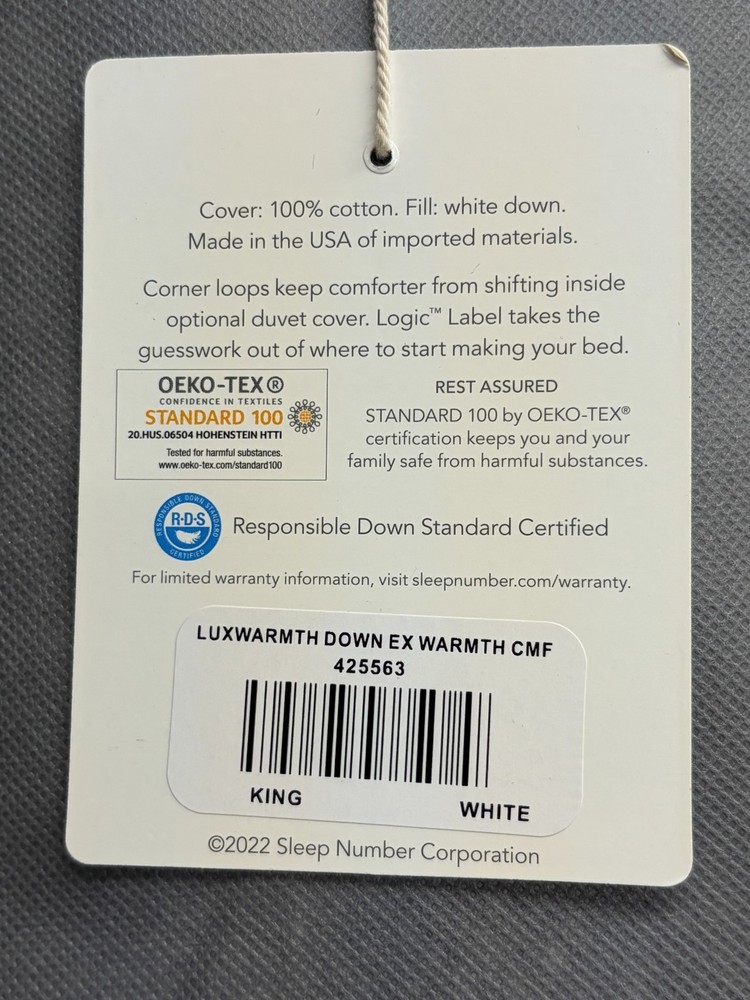 Cover: 100% cotton. Fill: white down.
Made in the USA of imported materials.
Corner loops keep comforter from shifting inside
optional duvet cover. Logic™ Label takes the
guesswork out of where to start making your bed.
OEKO-TEX®
CONFIDENCE IN TEXTILES
STANDARD 100
20.HUS.06504 HOHENSTEIN HTTI
Tested for harmful substances.
www.oeko-tex.com/standard100
REST ASSURED
STANDARD 100 by OEKO-TEX®
certification keeps you and your
family safe from harmful substances.
RESPONSIBLE DOWN STANDARD
R·D·S
CERTIFIED
Responsible Down Standard Certified
For limited warranty information, visit sleepnumber.com/warranty.
LUXWARMTH DOWN EX WARMTH CMF
425563
KING
WHITE
©2022 Sleep Number Corporation